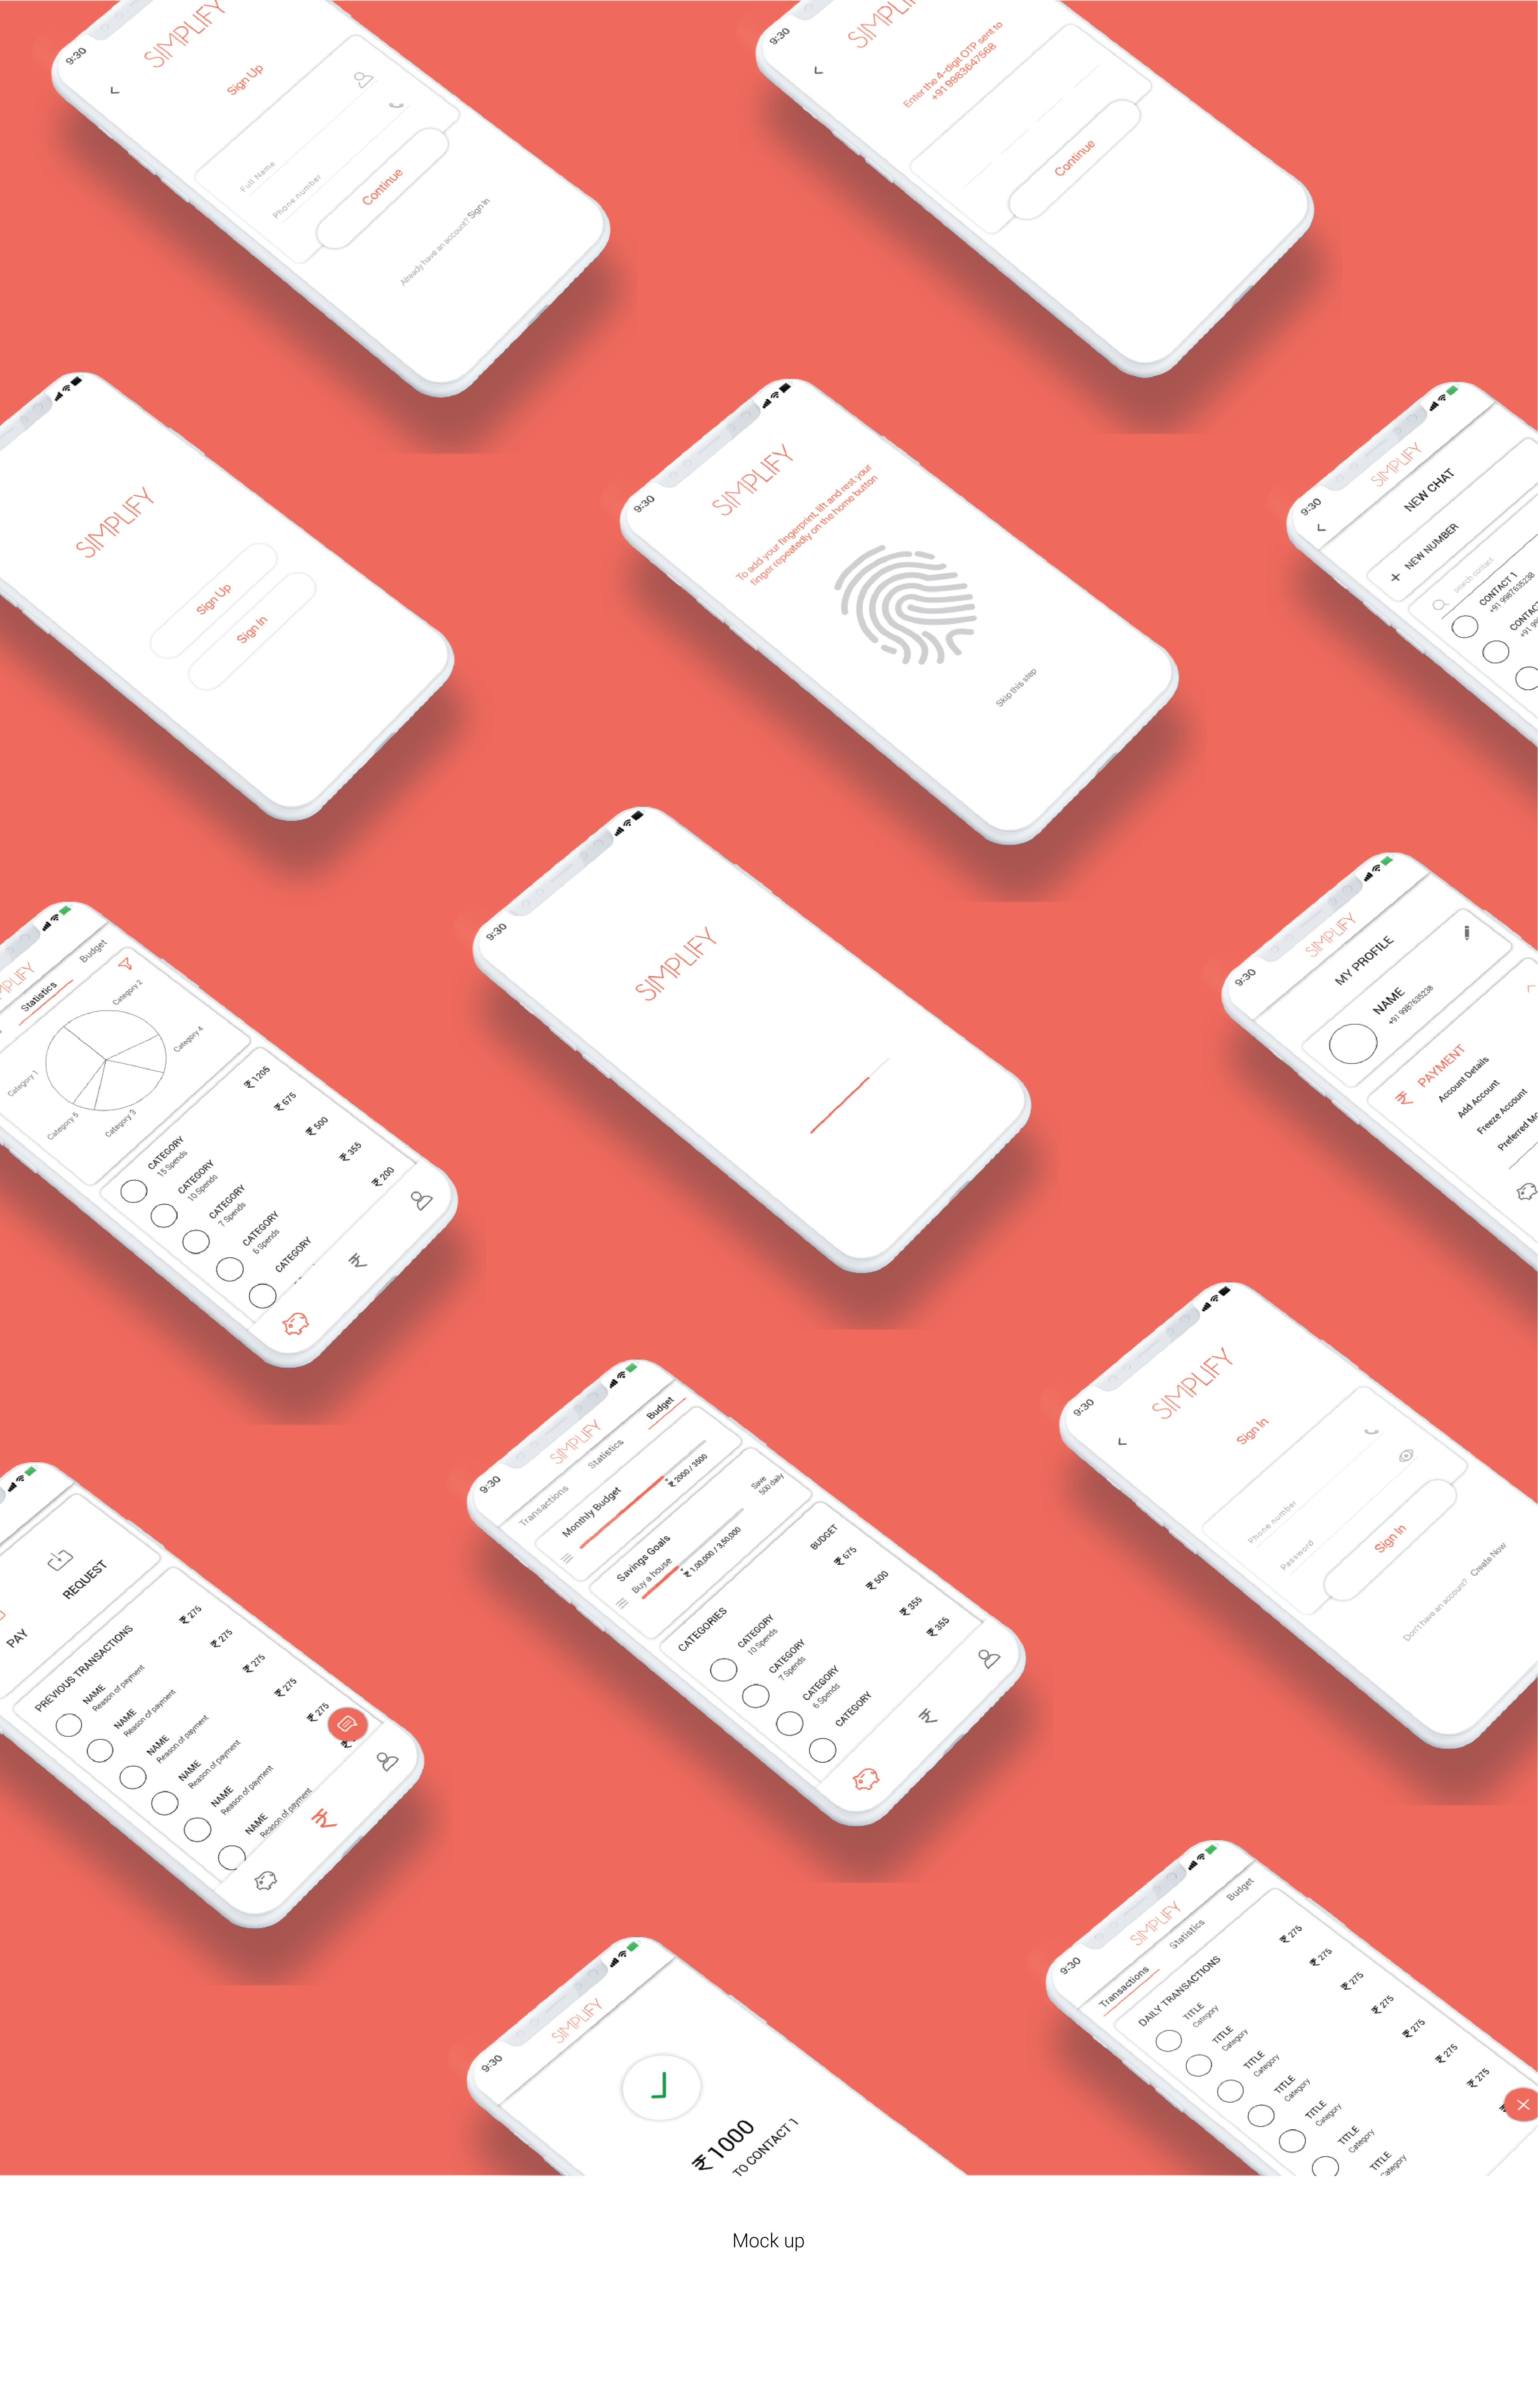 9:30
SIMPLIFY
Sign Up
Full Name
Phone number
Continue
Already have an account? Sign In
9:30
SIMPLIFY
Enter the 4-digit OTP sent to
+91 9983647568
Continue
SIMPLIFY
Sign Up
Sign In
9:30
SIMPLIFY
To add your fingerprint, lift and rest your
finger repeatedly on the home button
Skip this step
9:30
SIMPLIFY
NEW CHAT
+ NEW NUMBER
search contact
CONTACT 1
+91 9987635238
Statistics
Budget
Category 1
Category 2
Category 4
Category 5
Category 3
CATEGORY
15 Spends
₹ 1205
CATEGORY
10 Spends
₹ 675
CATEGORY
7 Spends
₹ 500
CATEGORY
6 Spends
₹ 355
CATEGORY
₹ 200
₹
9:30
SIMPLIFY
9:30
SIMPLIFY
MY PROFILE
NAME
+91 9987635238
₹ PAYMENT
Account Details
Add Account
Freeze Account
Preferred
PAY
REQUEST
PREVIOUS TRANSACTIONS
NAME
Reason of payment
₹ 275
NAME
Reason of payment
₹ 275
NAME
Reason of payment
₹ 275
NAME
Reason of payment
₹ 275
NAME
Reason of payment
₹ 275
NAME
Reason of payment
₹
9:30
SIMPLIFY
Transactions
Statistics
Budget
Monthly Budget
₹ 2000 / 3500
Savings Goals
Buy a house
₹ 1,00,000 / 3,50,000
Save
500 daily
CATEGORIES
BUDGET
CATEGORY
10 Spends
₹ 675
CATEGORY
7 Spends
₹ 500
CATEGORY
6 Spends
₹ 355
CATEGORY
₹ 355
₹
9:30
SIMPLIFY
Sign In
Phone number
Password
Sign In
Don't have an account? Create Now
9:30
SIMPLIFY
₹1000
TO CONTACT 1
9:30
SIMPLIFY
Transactions
Statistics
Budget
DAILY TRANSACTIONS
TITLE
Category
₹ 275
TITLE
Category
₹ 275
TITLE
Category
₹ 275
TITLE
Category
₹ 275
TITLE
Category
₹ 275
TITLE
Category
₹ 275
TITLE
Category
₹ 275
Mock up